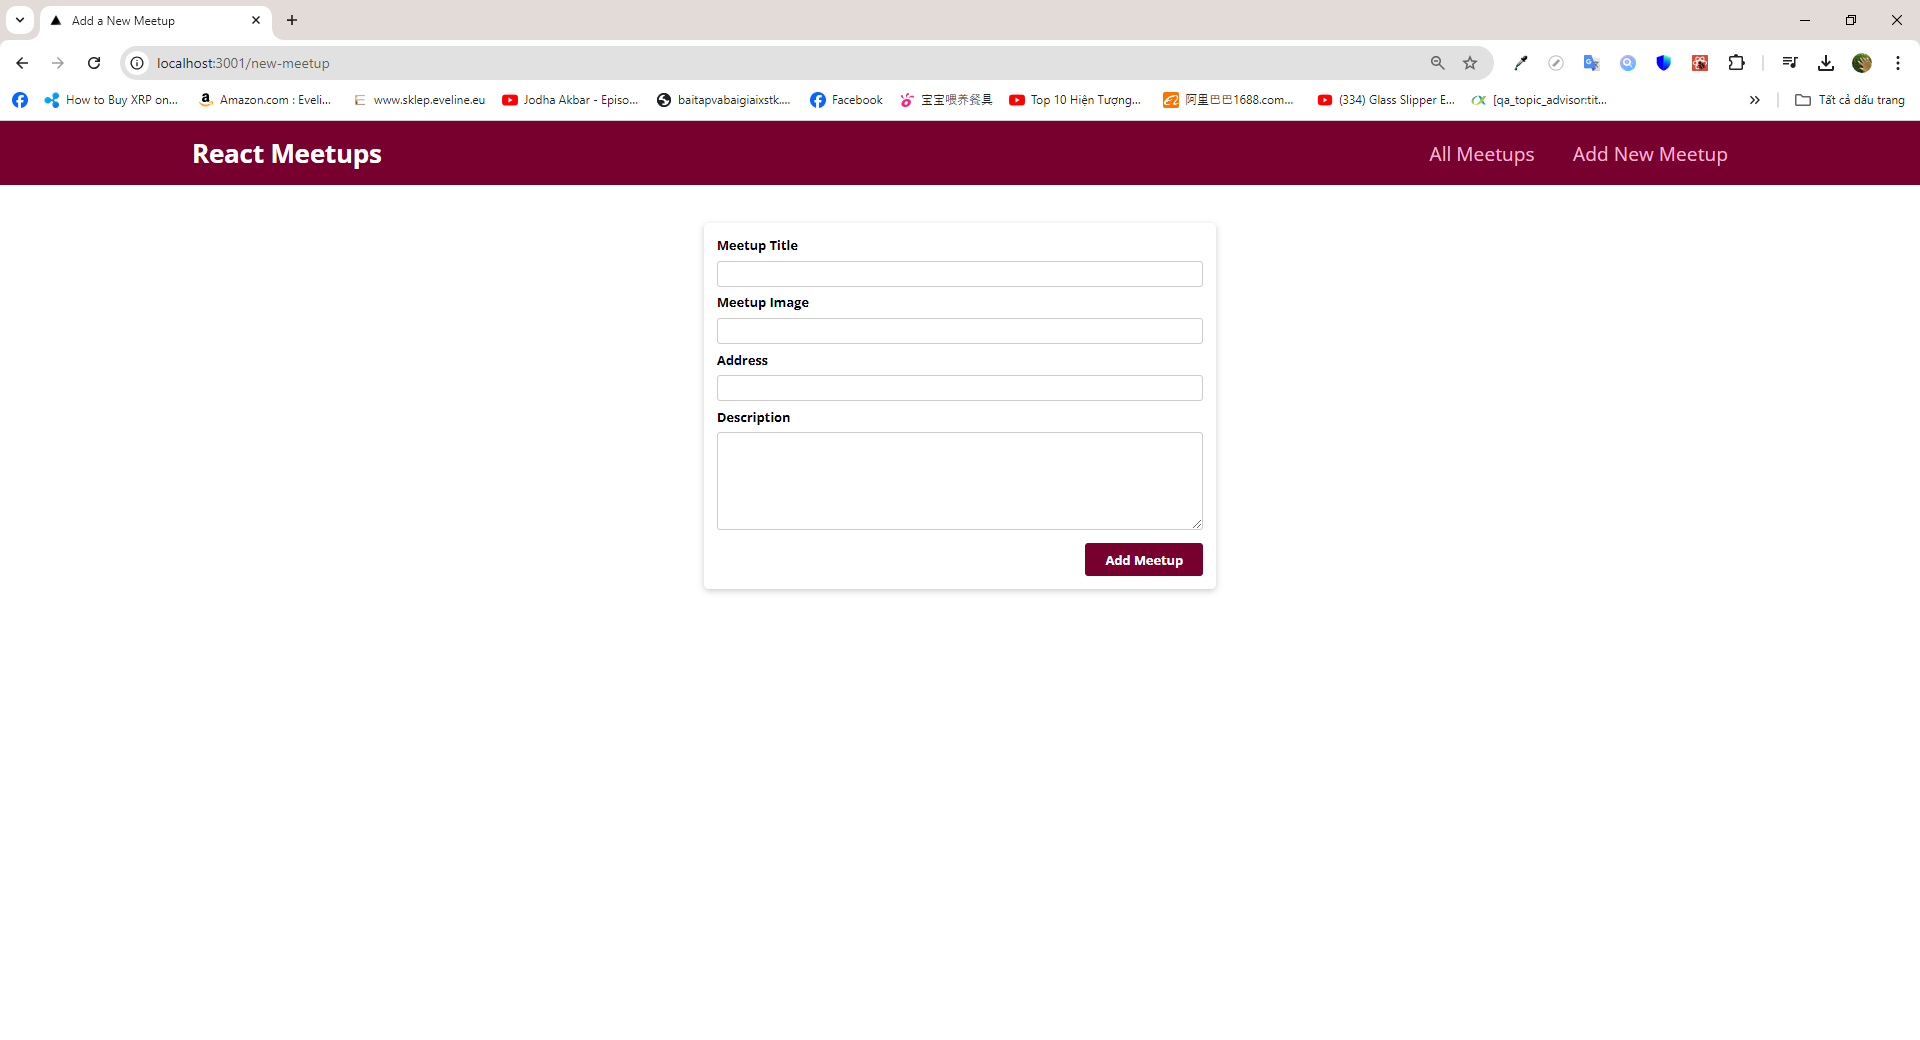 Add a New Meetup
localhost:3001/new-meetup
How to Buy XRP on... Amazon.com : Eveli... www.sklep.eveline.eu Jodha Akbar - Episo... baitapvabaigiaixstk.... Facebook 宝宝喂养餐具 Top 10 Hiện Tượng... 阿里巴巴1688.com... (334) Glass Slipper E... [qa_topic_advisor:tit... Tất cả dấu trang
React Meetups All Meetups Add New Meetup
Meetup Title
Meetup Image
Address
Description
Add Meetup